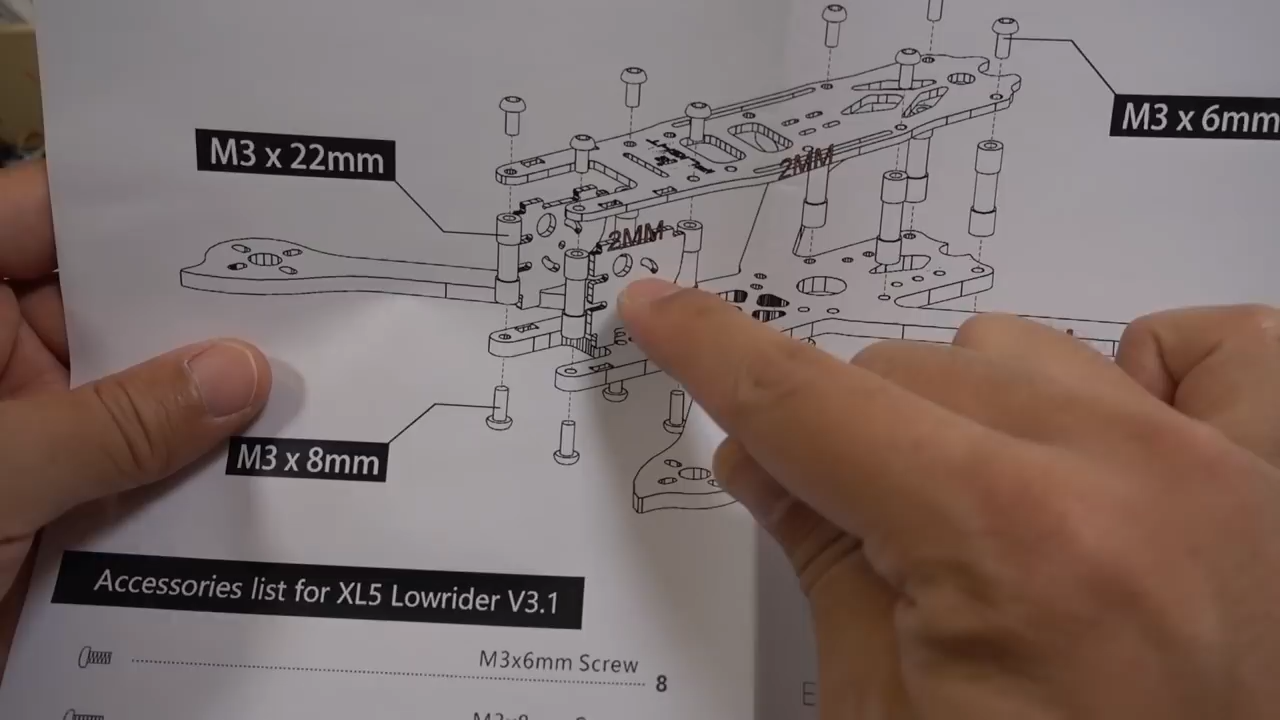 M3 x 6mm
M3 x 22mm
2MM
2MM
M3 x 8mm
Accessories list for XL5 Lowrider V3.1
M3x6mm Screw
8